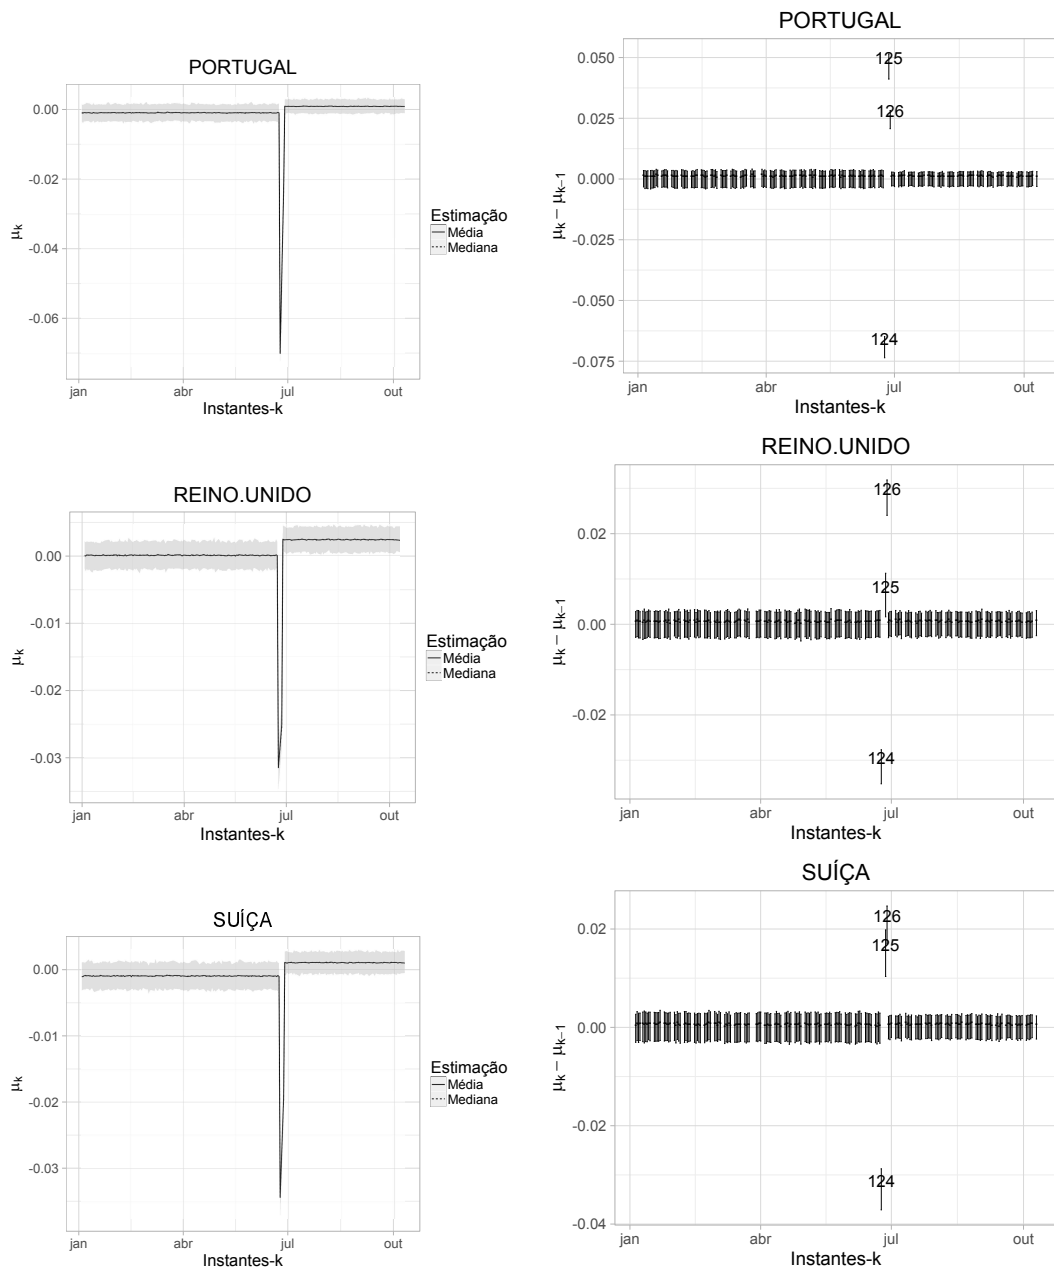 PORTUGAL
0.00
-0.02
-0.04
-0.06
μk
jan
abr
jul
out
Instantes-k
Estimação
Média
Mediana
PORTUGAL
0.050
0.025
0.000
-0.025
-0.050
-0.075
μk − μk−1
125
126
124
jan
abr
jul
out
Instantes-k
REINO.UNIDO
0.00
-0.01
-0.02
-0.03
μk
jan
abr
jul
out
Instantes-k
Estimação
Média
Mediana
REINO.UNIDO
0.02
0.00
-0.02
μk − μk−1
126
125
124
jan
abr
jul
out
Instantes-k
SUÍÇA
0.00
-0.01
-0.02
-0.03
μk
jan
abr
jul
out
Instantes-k
Estimação
Média
Mediana
SUÍÇA
0.02
0.00
-0.02
-0.04
μk − μk−1
126
125
124
jan
abr
jul
out
Instantes-k